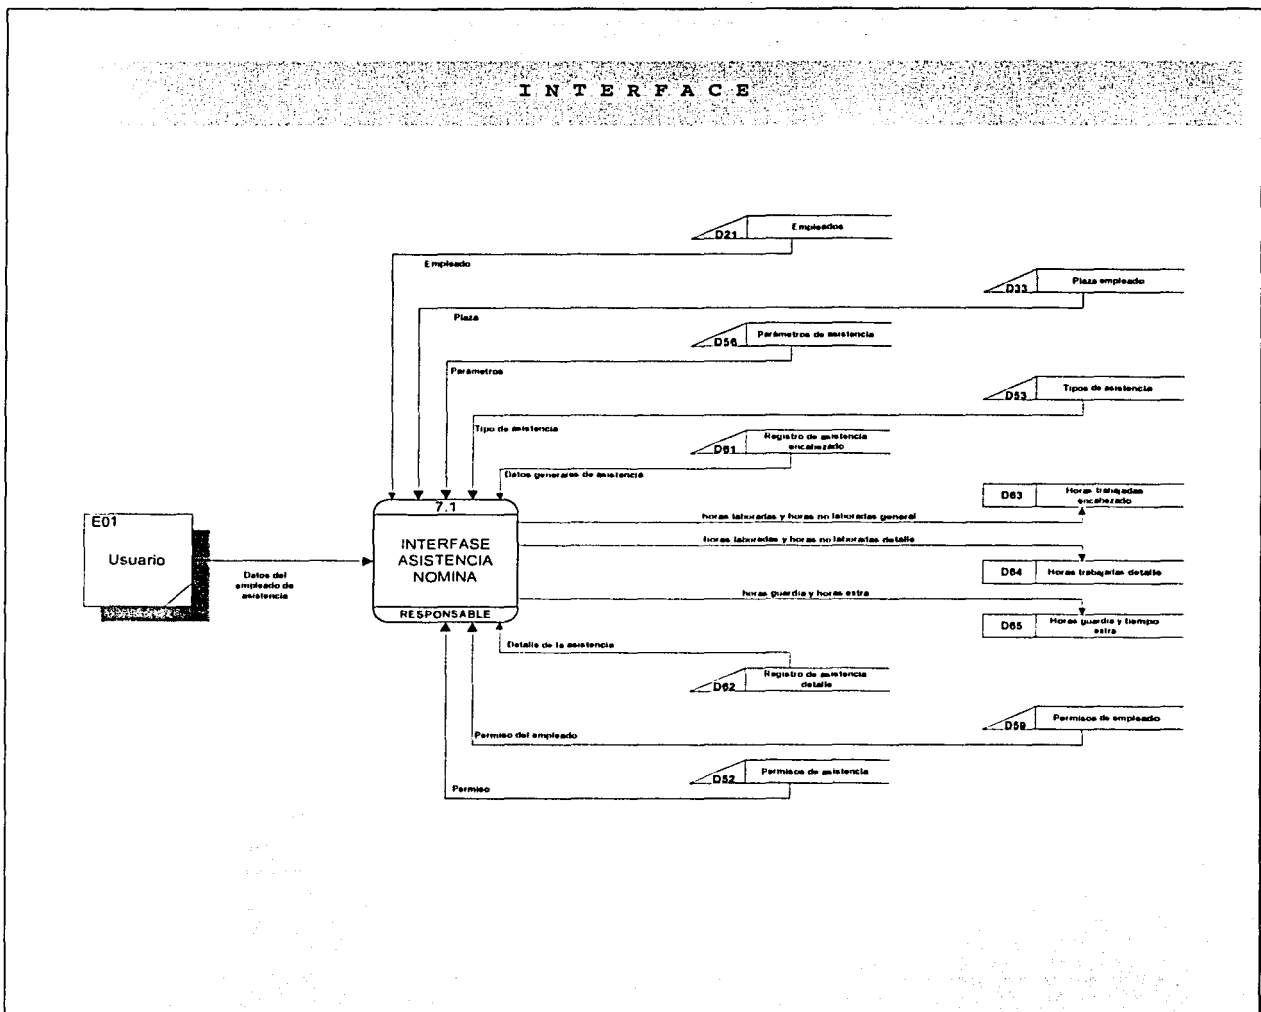 INTERFACE
D21
Empleados
Empleado
D33
Plaza empleado
Plaza
D56
Parámetros de asistencia
Parámetros
D53
Tipos de asistencia
Tipo de asistencia
D61
Registro de asistencia
encabezado
Datos generales de asistencia
E01
Usuario
Datos del
empleado de
asistencia
7.1
INTERFASE
ASISTENCIA
NOMINA
RESPONSABLE
horas laboradas y horas no laboradas general
D63
Horas trabajadas
encabezado
horas laboradas y horas no laboradas detalle
D64
Horas trabajadas detalle
horas guardia y horas extra
D65
Horas guardia y tiempo
extra
Detalle de la asistencia
D62
Registro de asistencia
detalle
Permiso del empleado
D59
Permisos de empleado
D52
Permisos de asistencia
Permiso